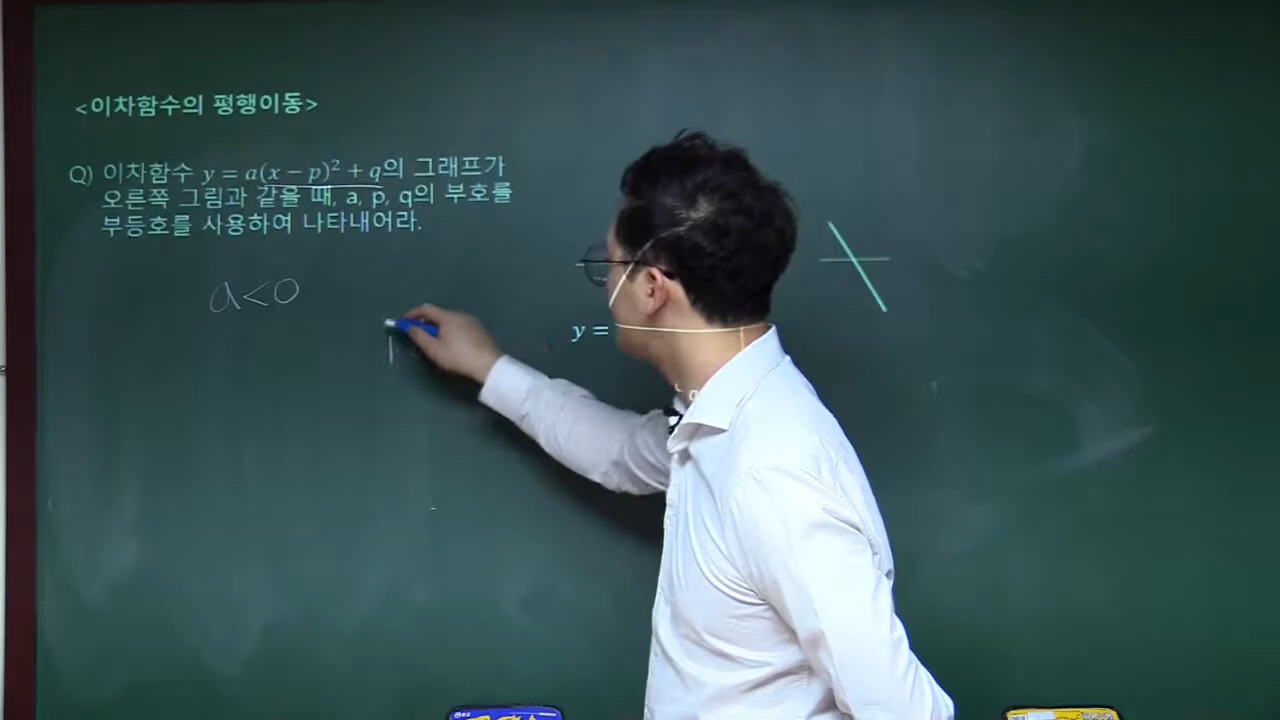 <이차함수의 평행이동>
Q) 이차함수 y = a(x − p)² + q의 그래프가
오른쪽 그림과 같을 때, a, p, q의 부호를
부등호를 사용하여 나타내어라.
a<0
y =